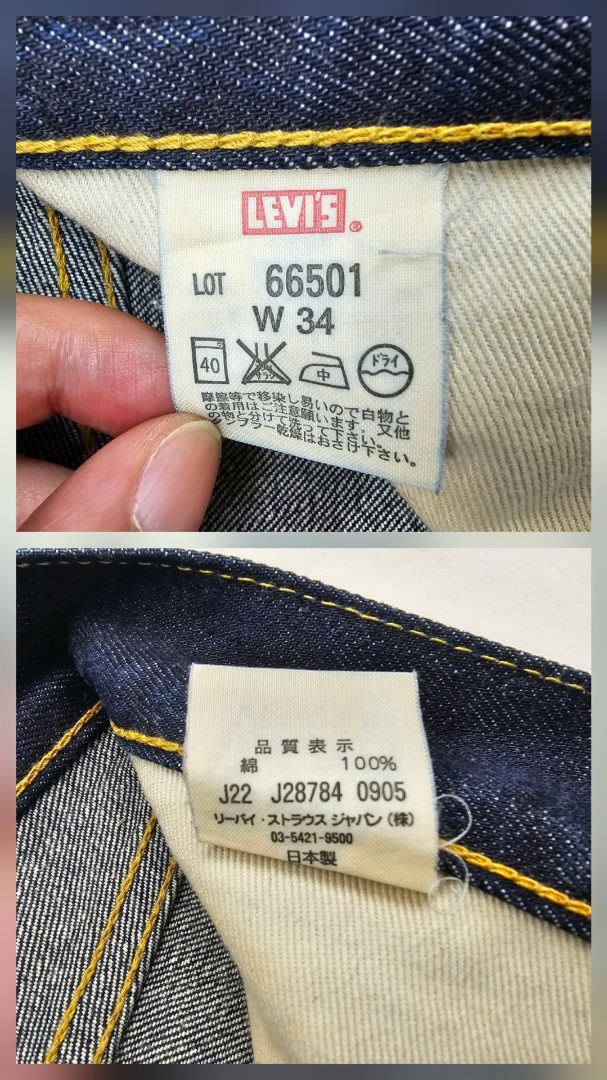 LEVI'S®
LOT 66501
W 34
40 中 ドライ
摩擦等で移染し易いので白物と
の着用はご注意願います。又他
の物と分けて洗って下さい。
タンブラー乾燥はおさけ下さい。
品質表示
綿 100%
J22 J28784 0905
リーバイ・ストラウス ジャパン(株)
03-5421-9500
日本製